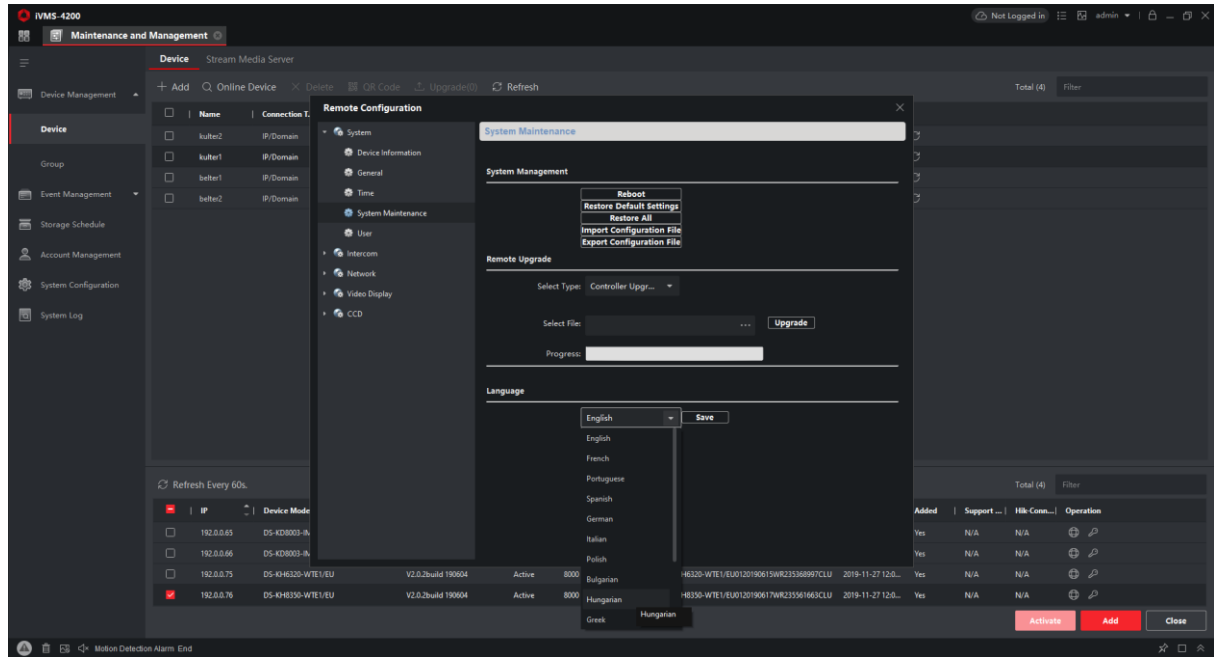 iVMS-4200
Not Logged in admin
Maintenance and Management
Device Stream Media Server
Add Online Device Delete QR Code Upgrade(0) Refresh Total (4) Filter
Device Management
Device
Group
Event Management
Storage Schedule
Account Management
System Configuration
System Log
Name Connection T...
kulter2 IP/Domain
kulter1 IP/Domain
belter1 IP/Domain
belter2 IP/Domain
Remote Configuration
System
Device Information
General
Time
System Maintenance
User
Intercom
Network
Video Display
CCD
System Maintenance
System Management
Reboot
Restore Default Settings
Restore All
Import Configuration File
Export Configuration File
Remote Upgrade
Select Type: Controller Upgr...
Select File: ... Upgrade
Progress:
Language
English Save
English
French
Portuguese
Spanish
German
Italian
Polish
Bulgarian
Hungarian
Greek
Hungarian
Refresh Every 60s. Total (4) Filter
IP Device Mode Added Support ... Hik-Conn... Operation
192.0.0.65 DS-KD8003-IM Yes N/A N/A
192.0.0.66 DS-KD8003-IM Yes N/A N/A
192.0.0.75 DS-KH6320-WTE1/EU V2.0.2build 190604 Active 8000 H6320-WTE1/EU0120190615WR235368997CLU 2019-11-27 12:0... Yes N/A N/A
192.0.0.76 DS-KH8350-WTE1/EU V2.0.2build 190604 Active 8000 H8350-WTE1/EU0120190617WR235561663CLU 2019-11-27 12:0... Yes N/A N/A
Activate Add Close
Motion Detection Alarm End